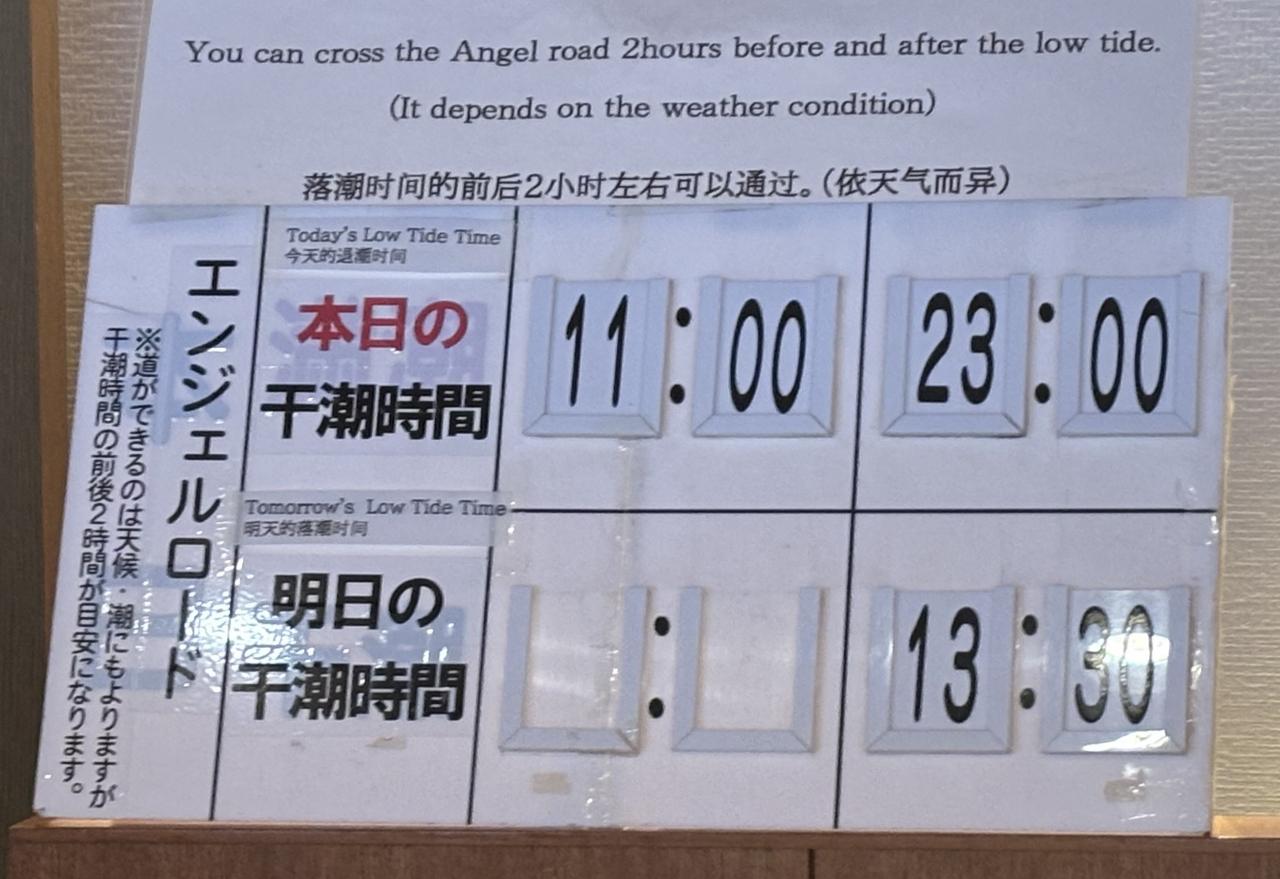 You can cross the Angel road 2hours before and after the low tide.
(It depends on the weather condition)
落潮时间的前后2小时左右可以通过。(依天气而异)
エンジェルロード
※道ができるのは天候・潮にもよりますが
干潮時間の前後2時間が目安になります。
Today's Low Tide Time
今天的退潮时间
本日の
干潮時間
11:00
23:00
Tomorrow's Low Tide Time
明天的落潮时间
明日の
干潮時間
:
13:30